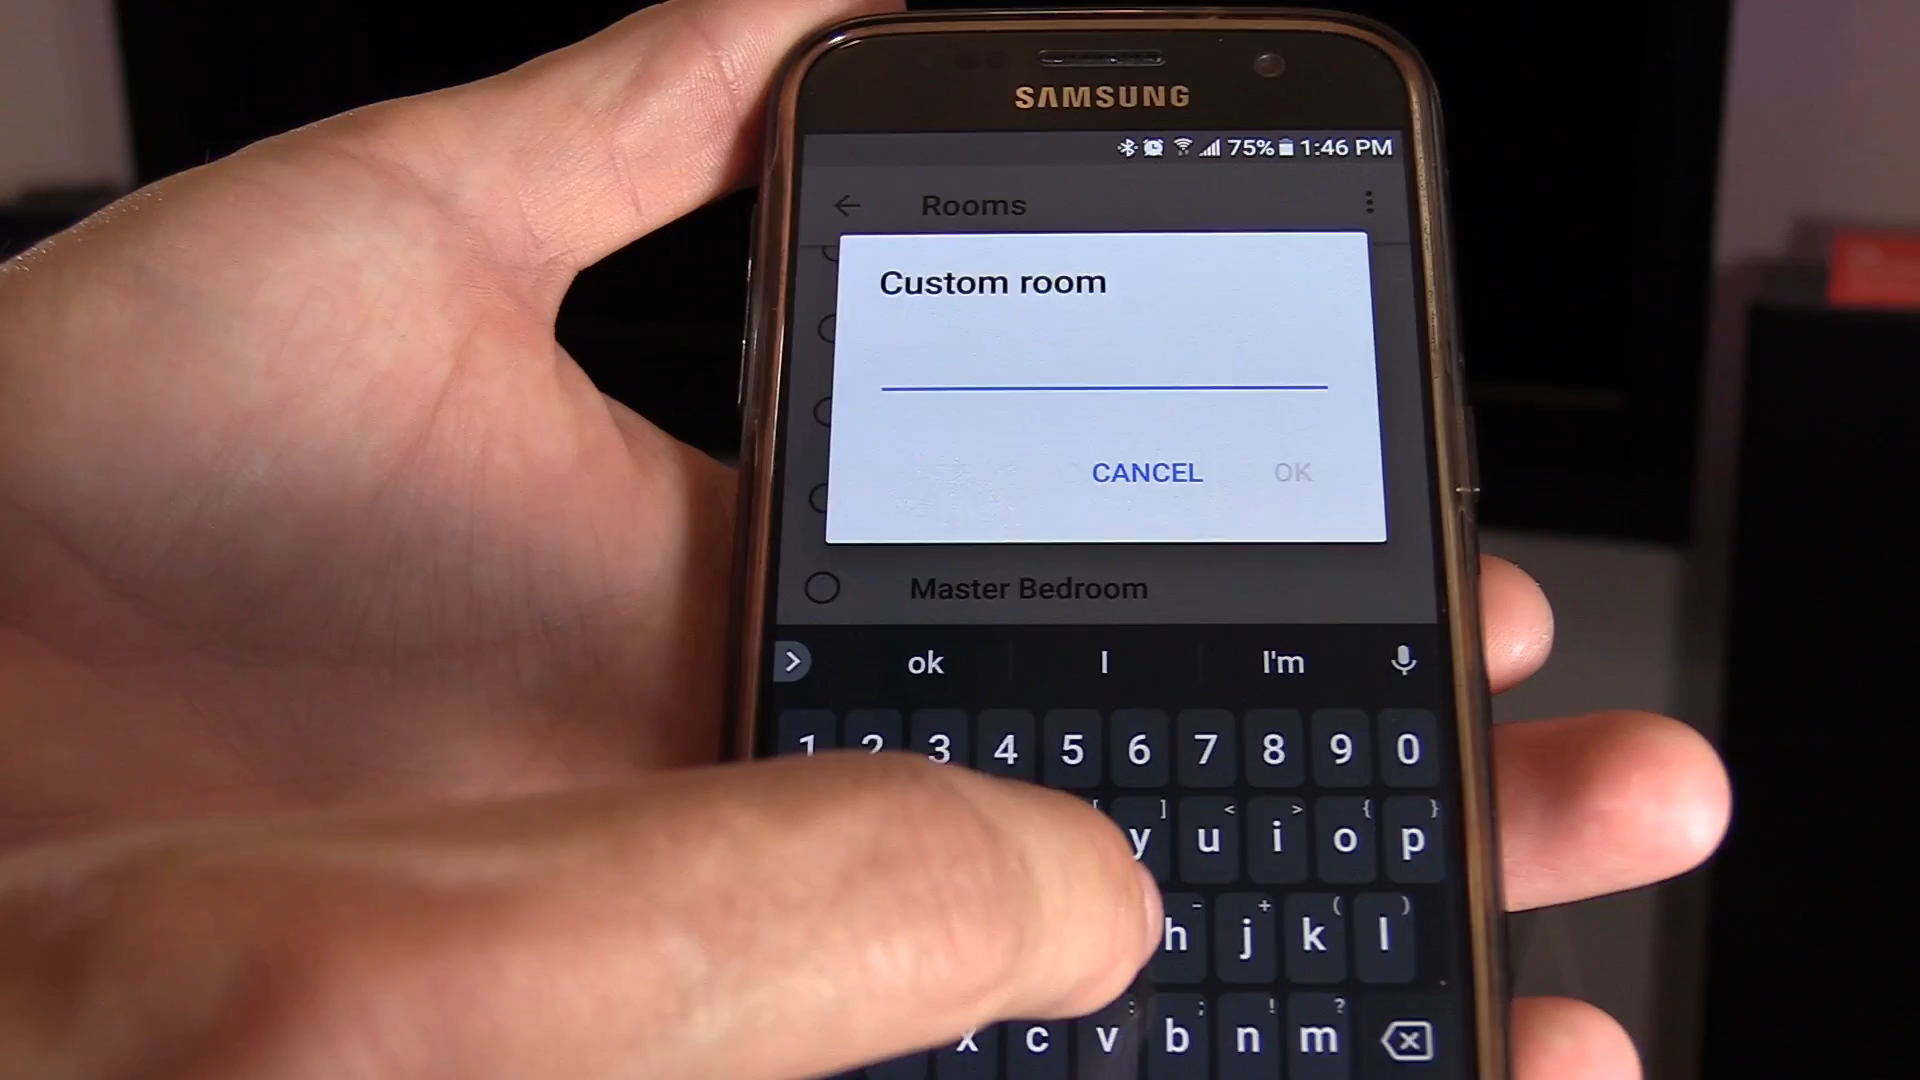 SAMSUNG
75% 1:46 PM
Rooms
Custom room
CANCEL OK
Master Bedroom
ok I I'm
1 2 3 4 5 6 7 8 9 0
[ ] < > { }
y u i o p
- + ( )
h j k l
: ; ! ?
x c v b n m